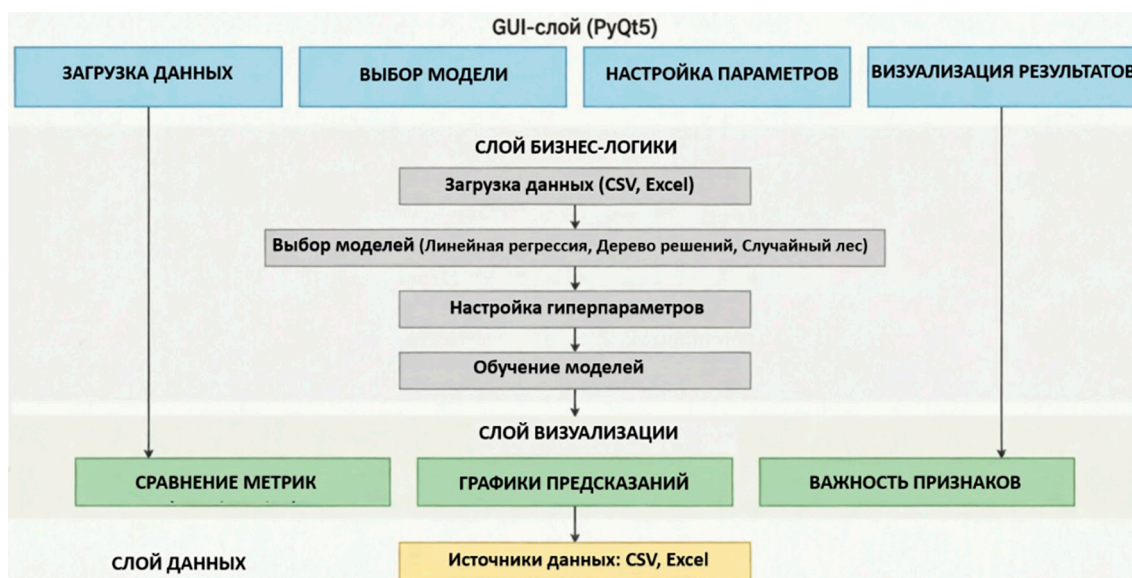 GUI-слой (PyQt5)
ЗАГРУЗКА ДАННЫХ
ВЫБОР МОДЕЛИ
НАСТРОЙКА ПАРАМЕТРОВ
ВИЗУАЛИЗАЦИЯ РЕЗУЛЬТАТОВ
СЛОЙ БИЗНЕС-ЛОГИКИ
Загрузка данных (CSV, Excel)
Выбор моделей (Линейная регрессия, Дерево решений, Случайный лес)
Настройка гиперпараметров
Обучение моделей
СЛОЙ ВИЗУАЛИЗАЦИИ
СРАВНЕНИЕ МЕТРИК
ГРАФИКИ ПРЕДСКАЗАНИЙ
ВАЖНОСТЬ ПРИЗНАКОВ
СЛОЙ ДАННЫХ
Источники данных: CSV, Excel